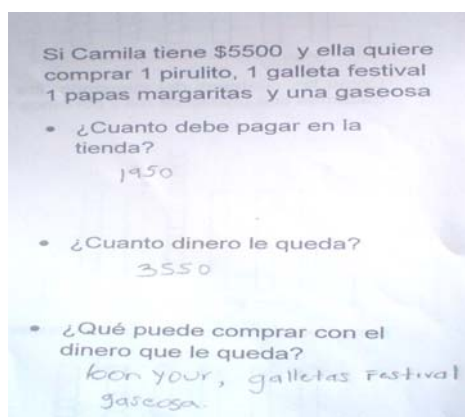 Si Camila tiene $5500 y ella quiere
comprar 1 pirulito, 1 galleta festival
1 papas margaritas y una gaseosa
• ¿Cuanto debe pagar en la
tienda?
1950
• ¿Cuanto dinero le queda?
3550
• ¿Qué puede comprar con el
dinero que le queda?
bon your, galletas Festival
gaseosa.